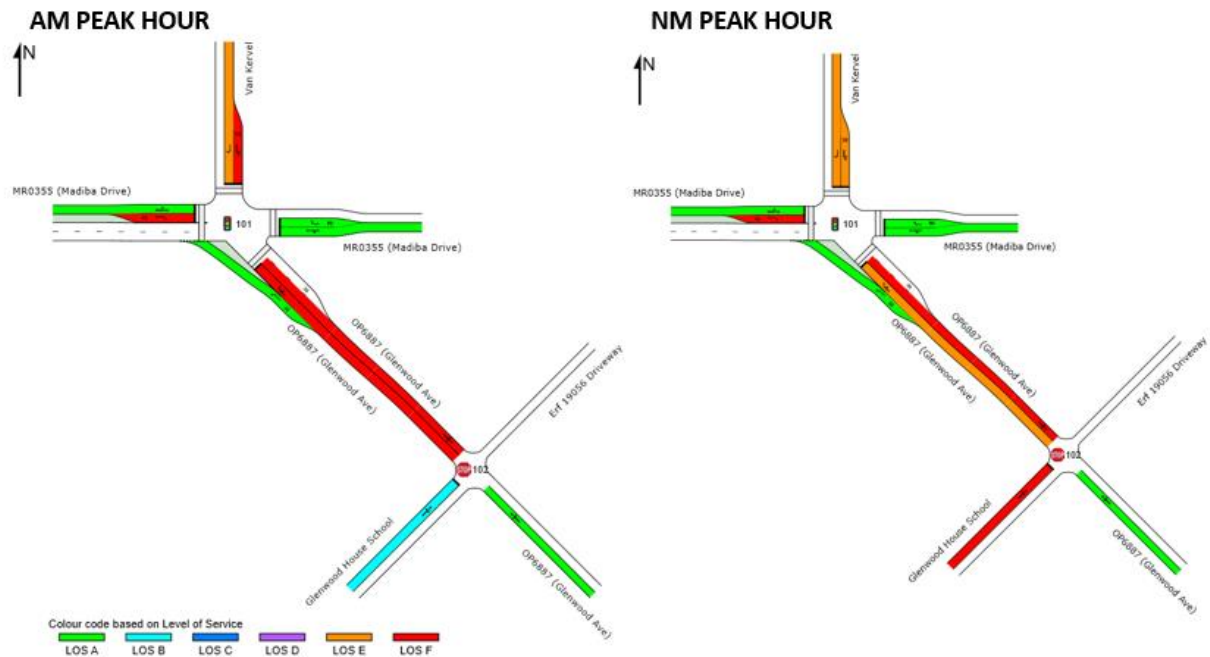 AM PEAK HOUR
NM PEAK HOUR
N
Van Kervel
MR0355 (Madiba Drive)
101
MR0355 (Madiba Drive)
OP6887 (Glenwood Ave)
OP6887 (Glenwood Ave)
Erf 19056 Driveway
STOP 102
Glenwood House School
OP6887 (Glenwood Ave)
N
Van Kervel
MR0355 (Madiba Drive)
101
MR0355 (Madiba Drive)
OP6887 (Glenwood Ave)
OP6887 (Glenwood Ave)
Erf 19056 Driveway
STOP 102
Glenwood House School
OP6887 (Glenwood Ave)
Colour code based on Level of Service
LOS A LOS B LOS C LOS D LOS E LOS F